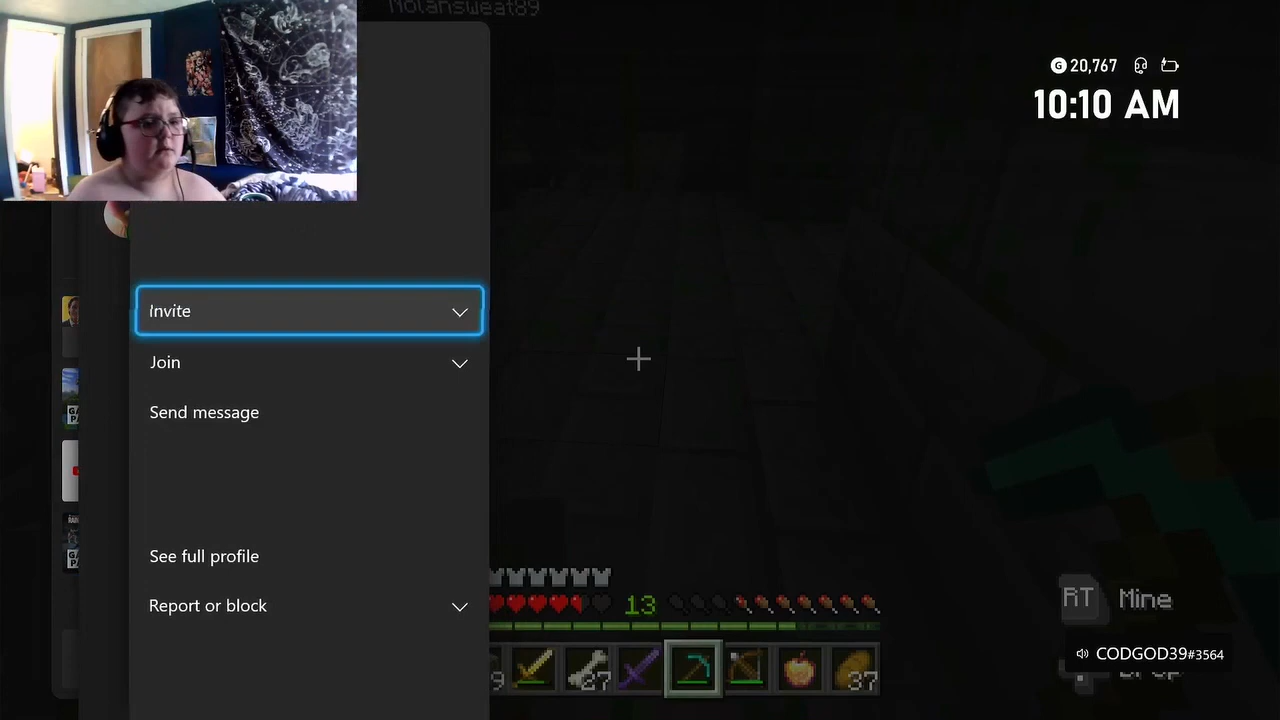 Nolansweat89
20,767
10:10 AM
Invite
Join
Send message
See full profile
Report or block
13
RT Mine
CODGOD39#3564
27
37